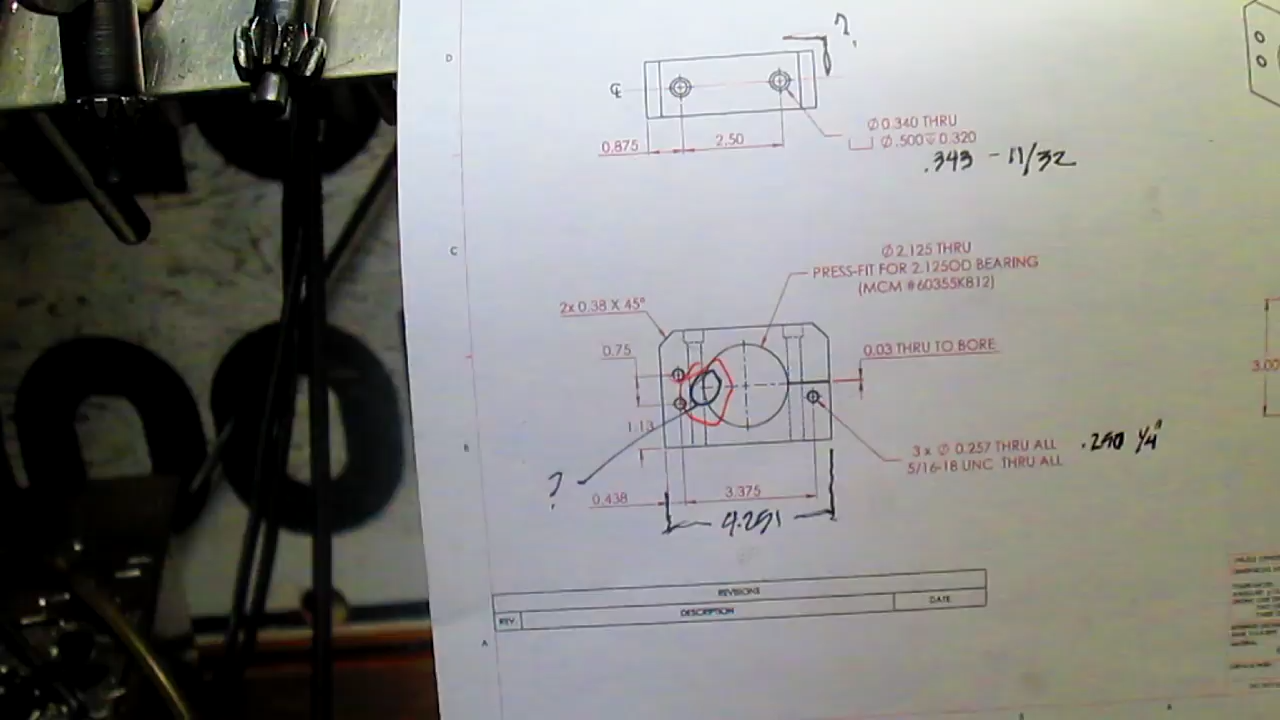 D
?
℄
Ø 0.340 THRU
⌴ Ø .500 ↧ 0.320
0.875
2.50
.343 - 11/32
C
Ø 2.125 THRU
PRESS-FIT FOR 2.125OD BEARING
(MCM #60355K812)
2x 0.38 X 45°
0.75
0.03 THRU TO BORE
3.00
1.13
B
3 x Ø 0.257 THRU ALL
.250 1/4"
5/16-18 UNC THRU ALL
?
0.438
3.375
4.251
REVISIONS
REV.
DESCRIPTION
DATE
A